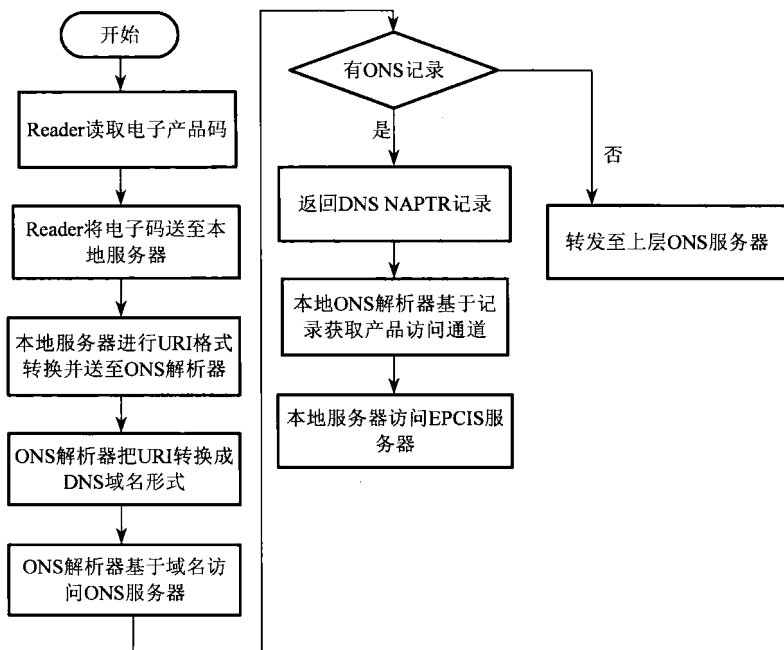 开始
Reader读取电子产品码
Reader将电子码送至本
地服务器
本地服务器进行URI格式
转换并送至ONS解析器
ONS解析器把URI转换成
DNS域名形式
ONS解析器基于域名访
问ONS服务器
有ONS记录
是
否
返回DNS NAPTR记录
转发至上层ONS服务器
本地ONS解析器基于记
录获取产品访问通道
本地服务器访问EPCIS服
务器